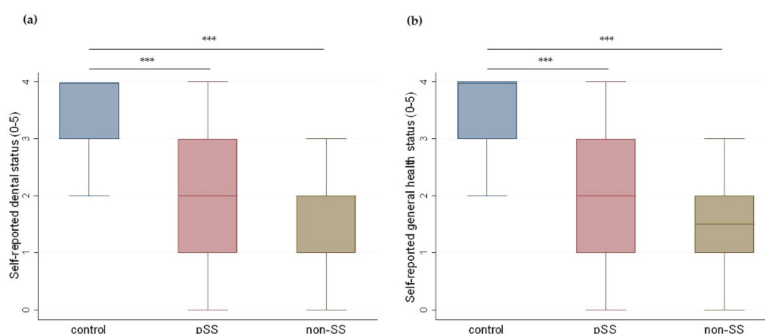 (a)
***
***
Self-reported dental status (0-5)
4
3
2
1
0
control
pSS
non-SS
(b)
***
***
Self-reported general health status (0-5)
4
3
2
1
0
control
pSS
non-SS